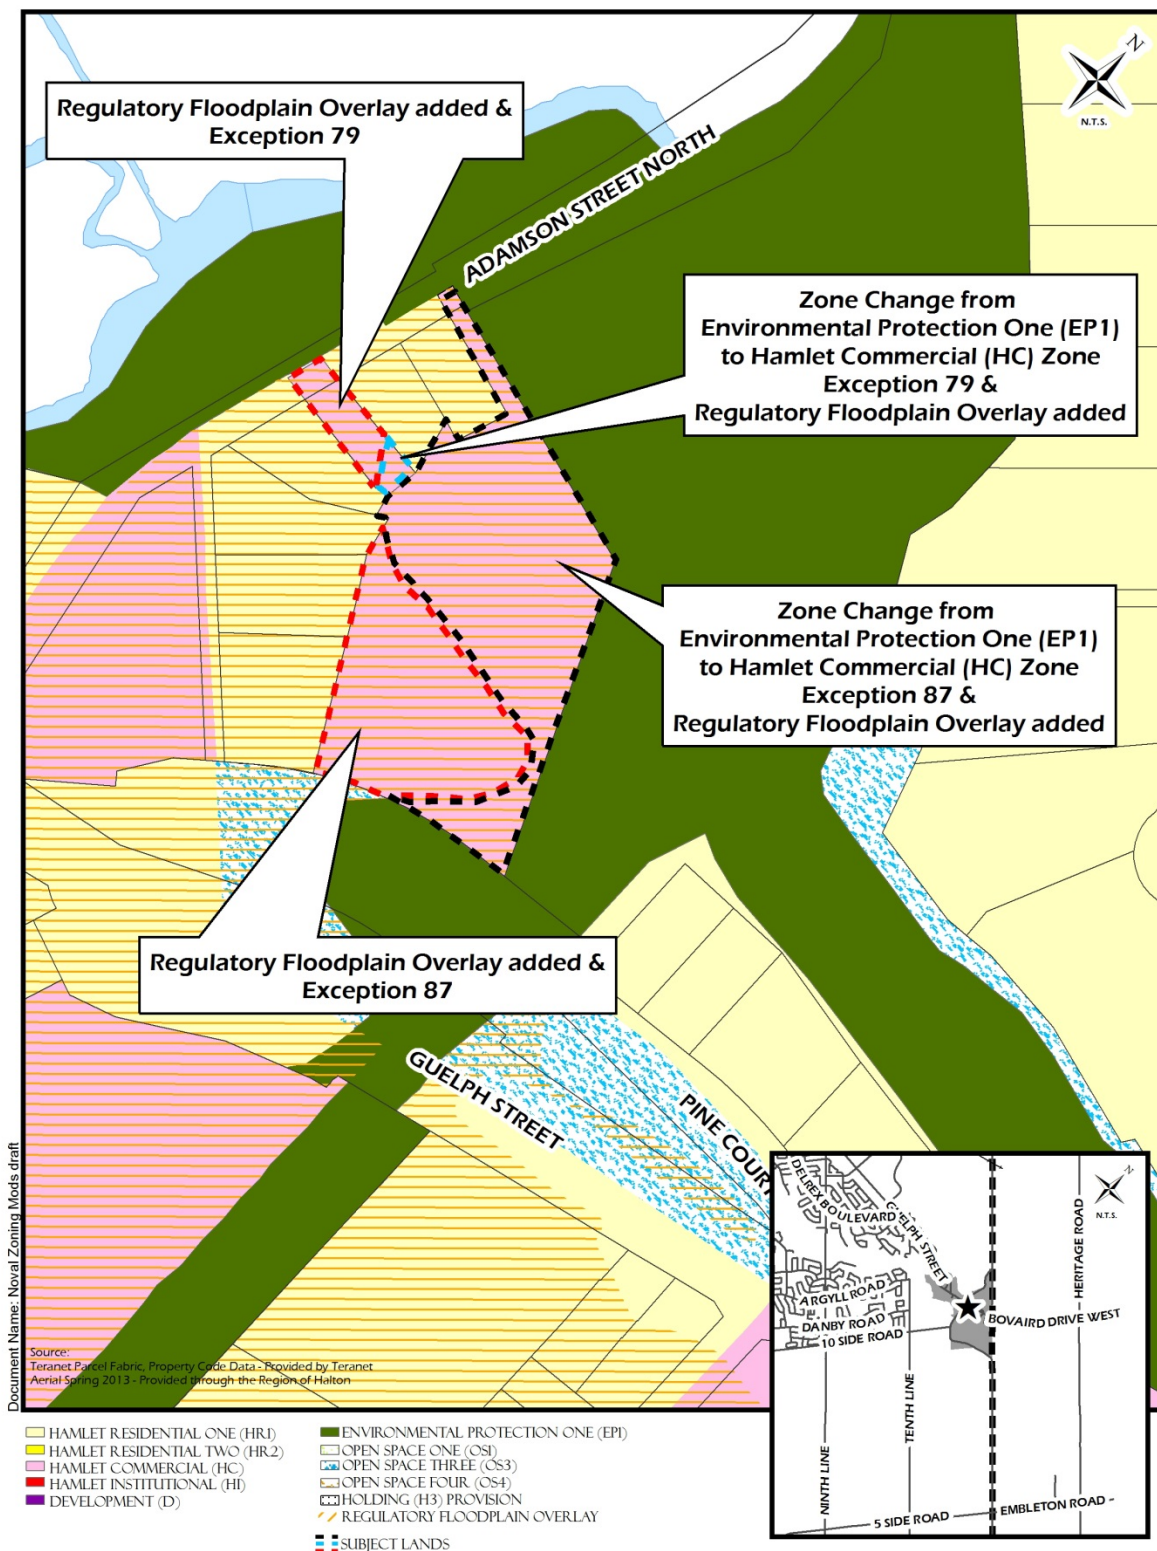 N
N.T.S.
Regulatory Floodplain Overlay added &
Exception 79
ADAMSON STREET NORTH
Zone Change from
Environmental Protection One (EP1)
to Hamlet Commercial (HC) Zone
Exception 79 &
Regulatory Floodplain Overlay added
Zone Change from
Environmental Protection One (EP1)
to Hamlet Commercial (HC) Zone
Exception 87 &
Regulatory Floodplain Overlay added
Regulatory Floodplain Overlay added &
Exception 87
GUELPH STREET
PINE COURT
Document Name: Noval Zoning Mods draft
Source:
Teranet Parcel Fabric, Property Code Data - Provided by Teranet
Aerial Spring 2013 - Provided through the Region of Halton
N
N.T.S.
DELREX BOULEVARD
GUELPH STREET
ARGYLL ROAD
DANBY ROAD
10 SIDE ROAD
BOVAIRD DRIVE WEST
HERITAGE ROAD
TENTH LINE
NINTH LINE
5 SIDE ROAD
EMBLETON ROAD
HAMLET RESIDENTIAL ONE (HR1)
HAMLET RESIDENTIAL TWO (HR2)
HAMLET COMMERCIAL (HC)
HAMLET INSTITUTIONAL (HI)
DEVELOPMENT (D)
ENVIRONMENTAL PROTECTION ONE (EP1)
OPEN SPACE ONE (OS1)
OPEN SPACE THREE (OS3)
OPEN SPACE FOUR (OS4)
HOLDING (H3) PROVISION
REGULATORY FLOODPLAIN OVERLAY
SUBJECT LANDS